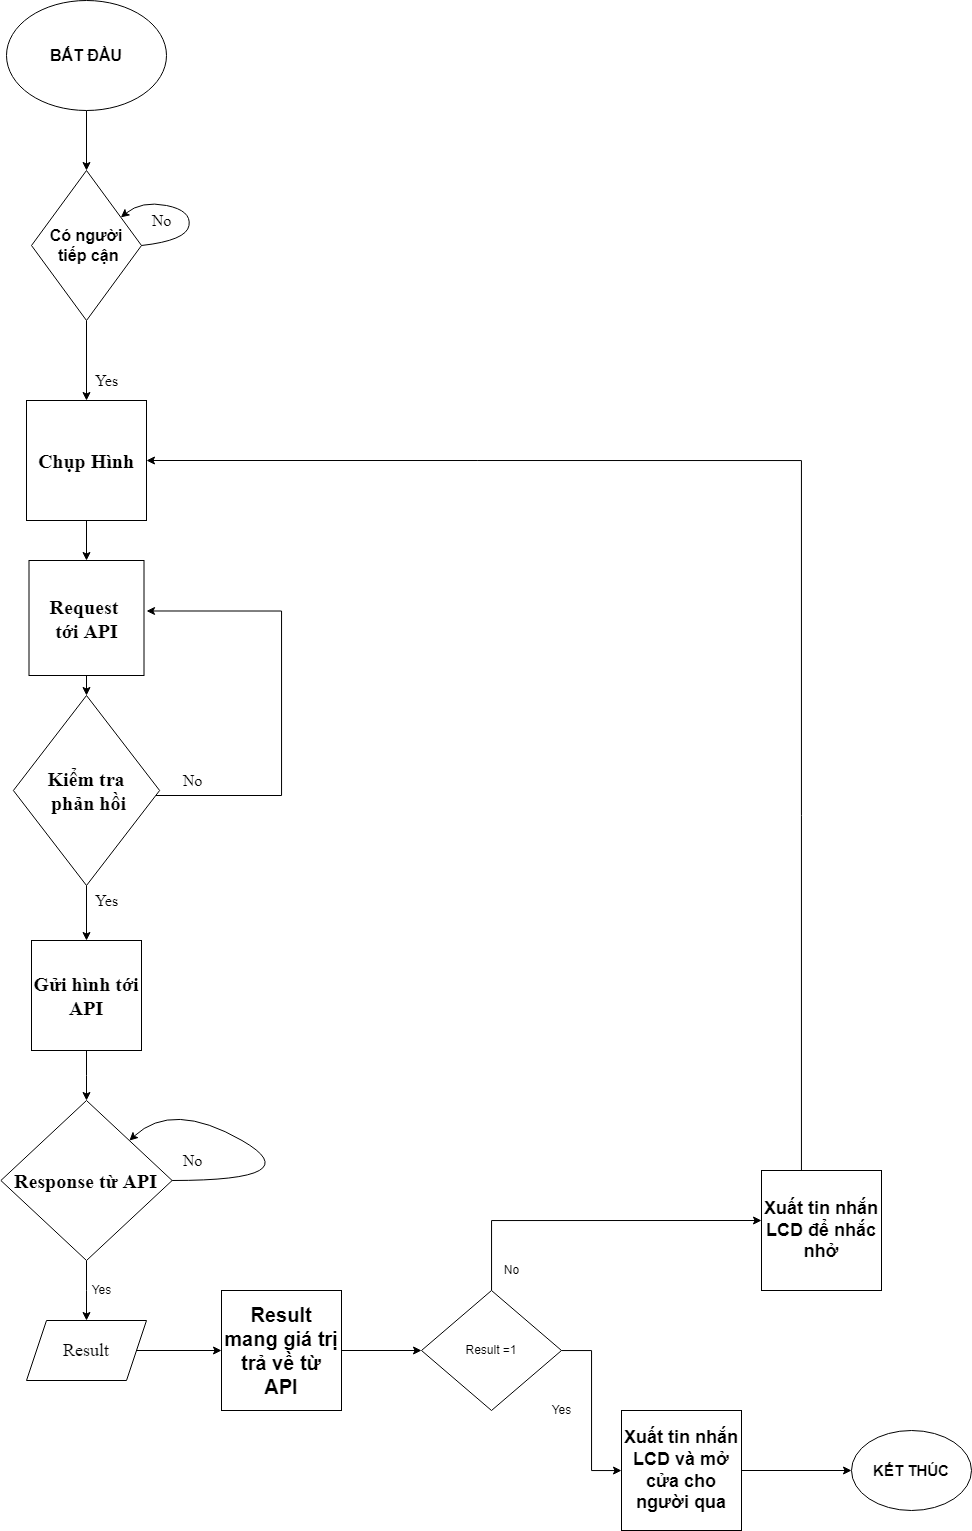 BẤT ĐẦU
Có người
tiếp cận
No
Yes
Chụp Hình
Request
tới API
Kiểm tra
phản hồi
No
Yes
Gửi hình tới
API
Response từ API
No
Yes
Result
Result
mang giá trị
trả về từ
API
Result =1
No
Xuất tin nhắn
LCD để nhắc
nhở
Yes
Xuất tin nhắn
LCD và mở
cửa cho
người qua
KẾT THÚC